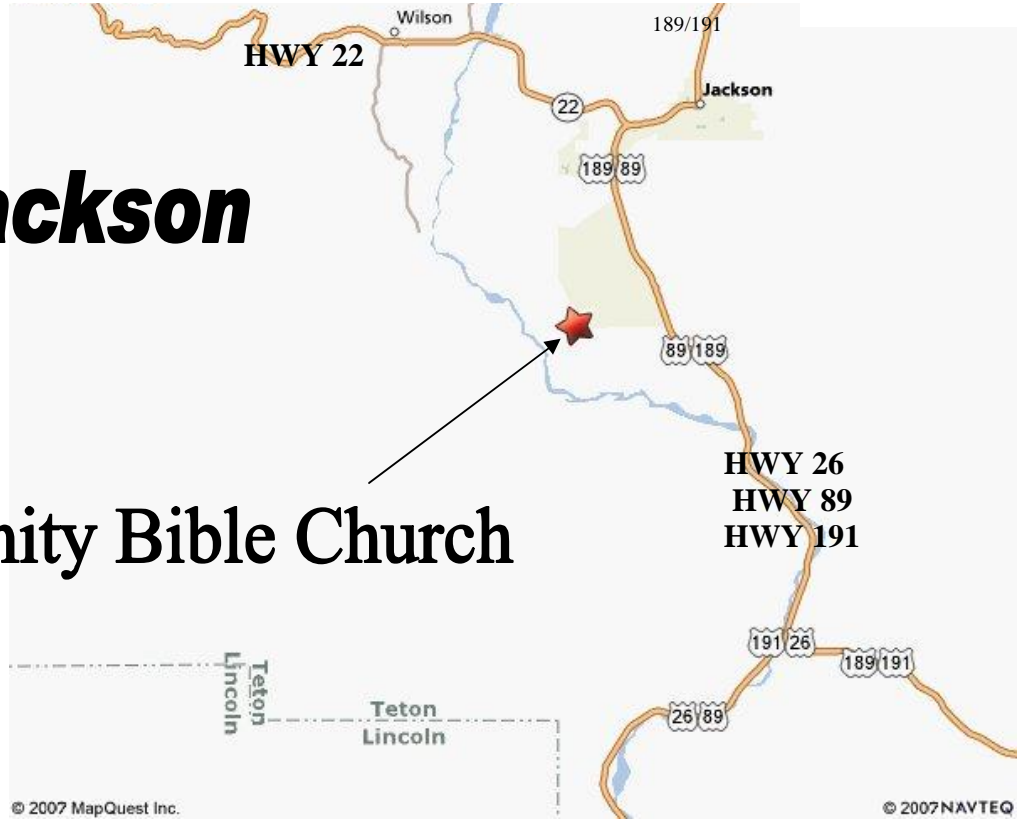 Wilson
189/191
HWY 22
Jackson
22
189 89
ackson
89 189
HWY 26
HWY 89
HWY 191
nity Bible Church
191 26
189 191
Teton
Lincoln
26 89
Teton
Lincoln
© 2007 MapQuest Inc.
© 2007 NAVTEQ